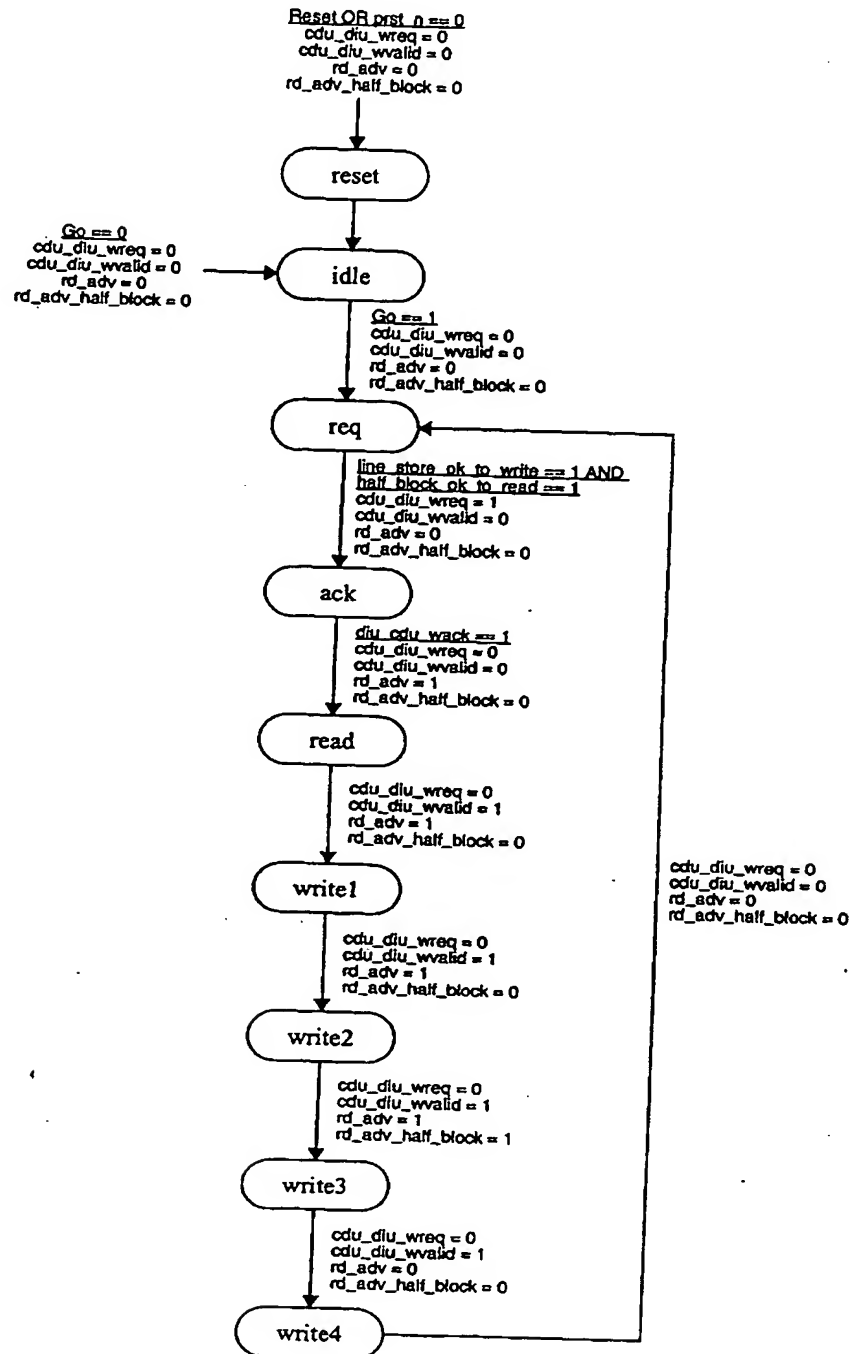 Reset OR prst_n == 0
cdu_diu_wreq = 0
cdu_diu_wvalid = 0
rd_adv = 0
rd_adv_half_block = 0
reset
Go == 0
cdu_diu_wreq = 0
cdu_diu_wvalid = 0
rd_adv = 0
rd_adv_half_block = 0
idle
Go == 1
cdu_diu_wreq = 0
cdu_diu_wvalid = 0
rd_adv = 0
rd_adv_half_block = 0
req
line_store_ok_to_write == 1 AND
half_block_ok_to_read == 1
cdu_diu_wreq = 1
cdu_diu_wvalid = 0
rd_adv = 0
rd_adv_half_block = 0
ack
diu_cdu_wack == 1
cdu_diu_wreq = 0
cdu_diu_wvalid = 0
rd_adv = 1
rd_adv_half_block = 0
read
cdu_diu_wreq = 0
cdu_diu_wvalid = 1
rd_adv = 1
rd_adv_half_block = 0
cdu_diu_wreq = 0
cdu_diu_wvalid = 0
rd_adv = 0
rd_adv_half_block = 0
write1
cdu_diu_wreq = 0
cdu_diu_wvalid = 1
rd_adv = 1
rd_adv_half_block = 0
write2
cdu_diu_wreq = 0
cdu_diu_wvalid = 1
rd_adv = 1
rd_adv_half_block = 1
write3
cdu_diu_wreq = 0
cdu_diu_wvalid = 1
rd_adv = 0
rd_adv_half_block = 0
write4